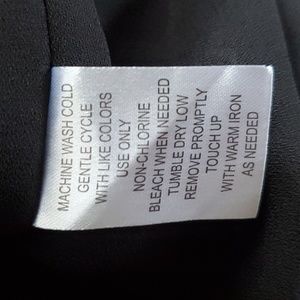 MACHINE WASH COLD
GENTLE CYCLE
WITH LIKE COLORS
USE ONLY
NON-CHLORINE
BLEACH WHEN NEEDED
TUMBLE DRY LOW
REMOVE PROMPTLY
TOUCH UP
WITH WARM IRON
AS NEEDED